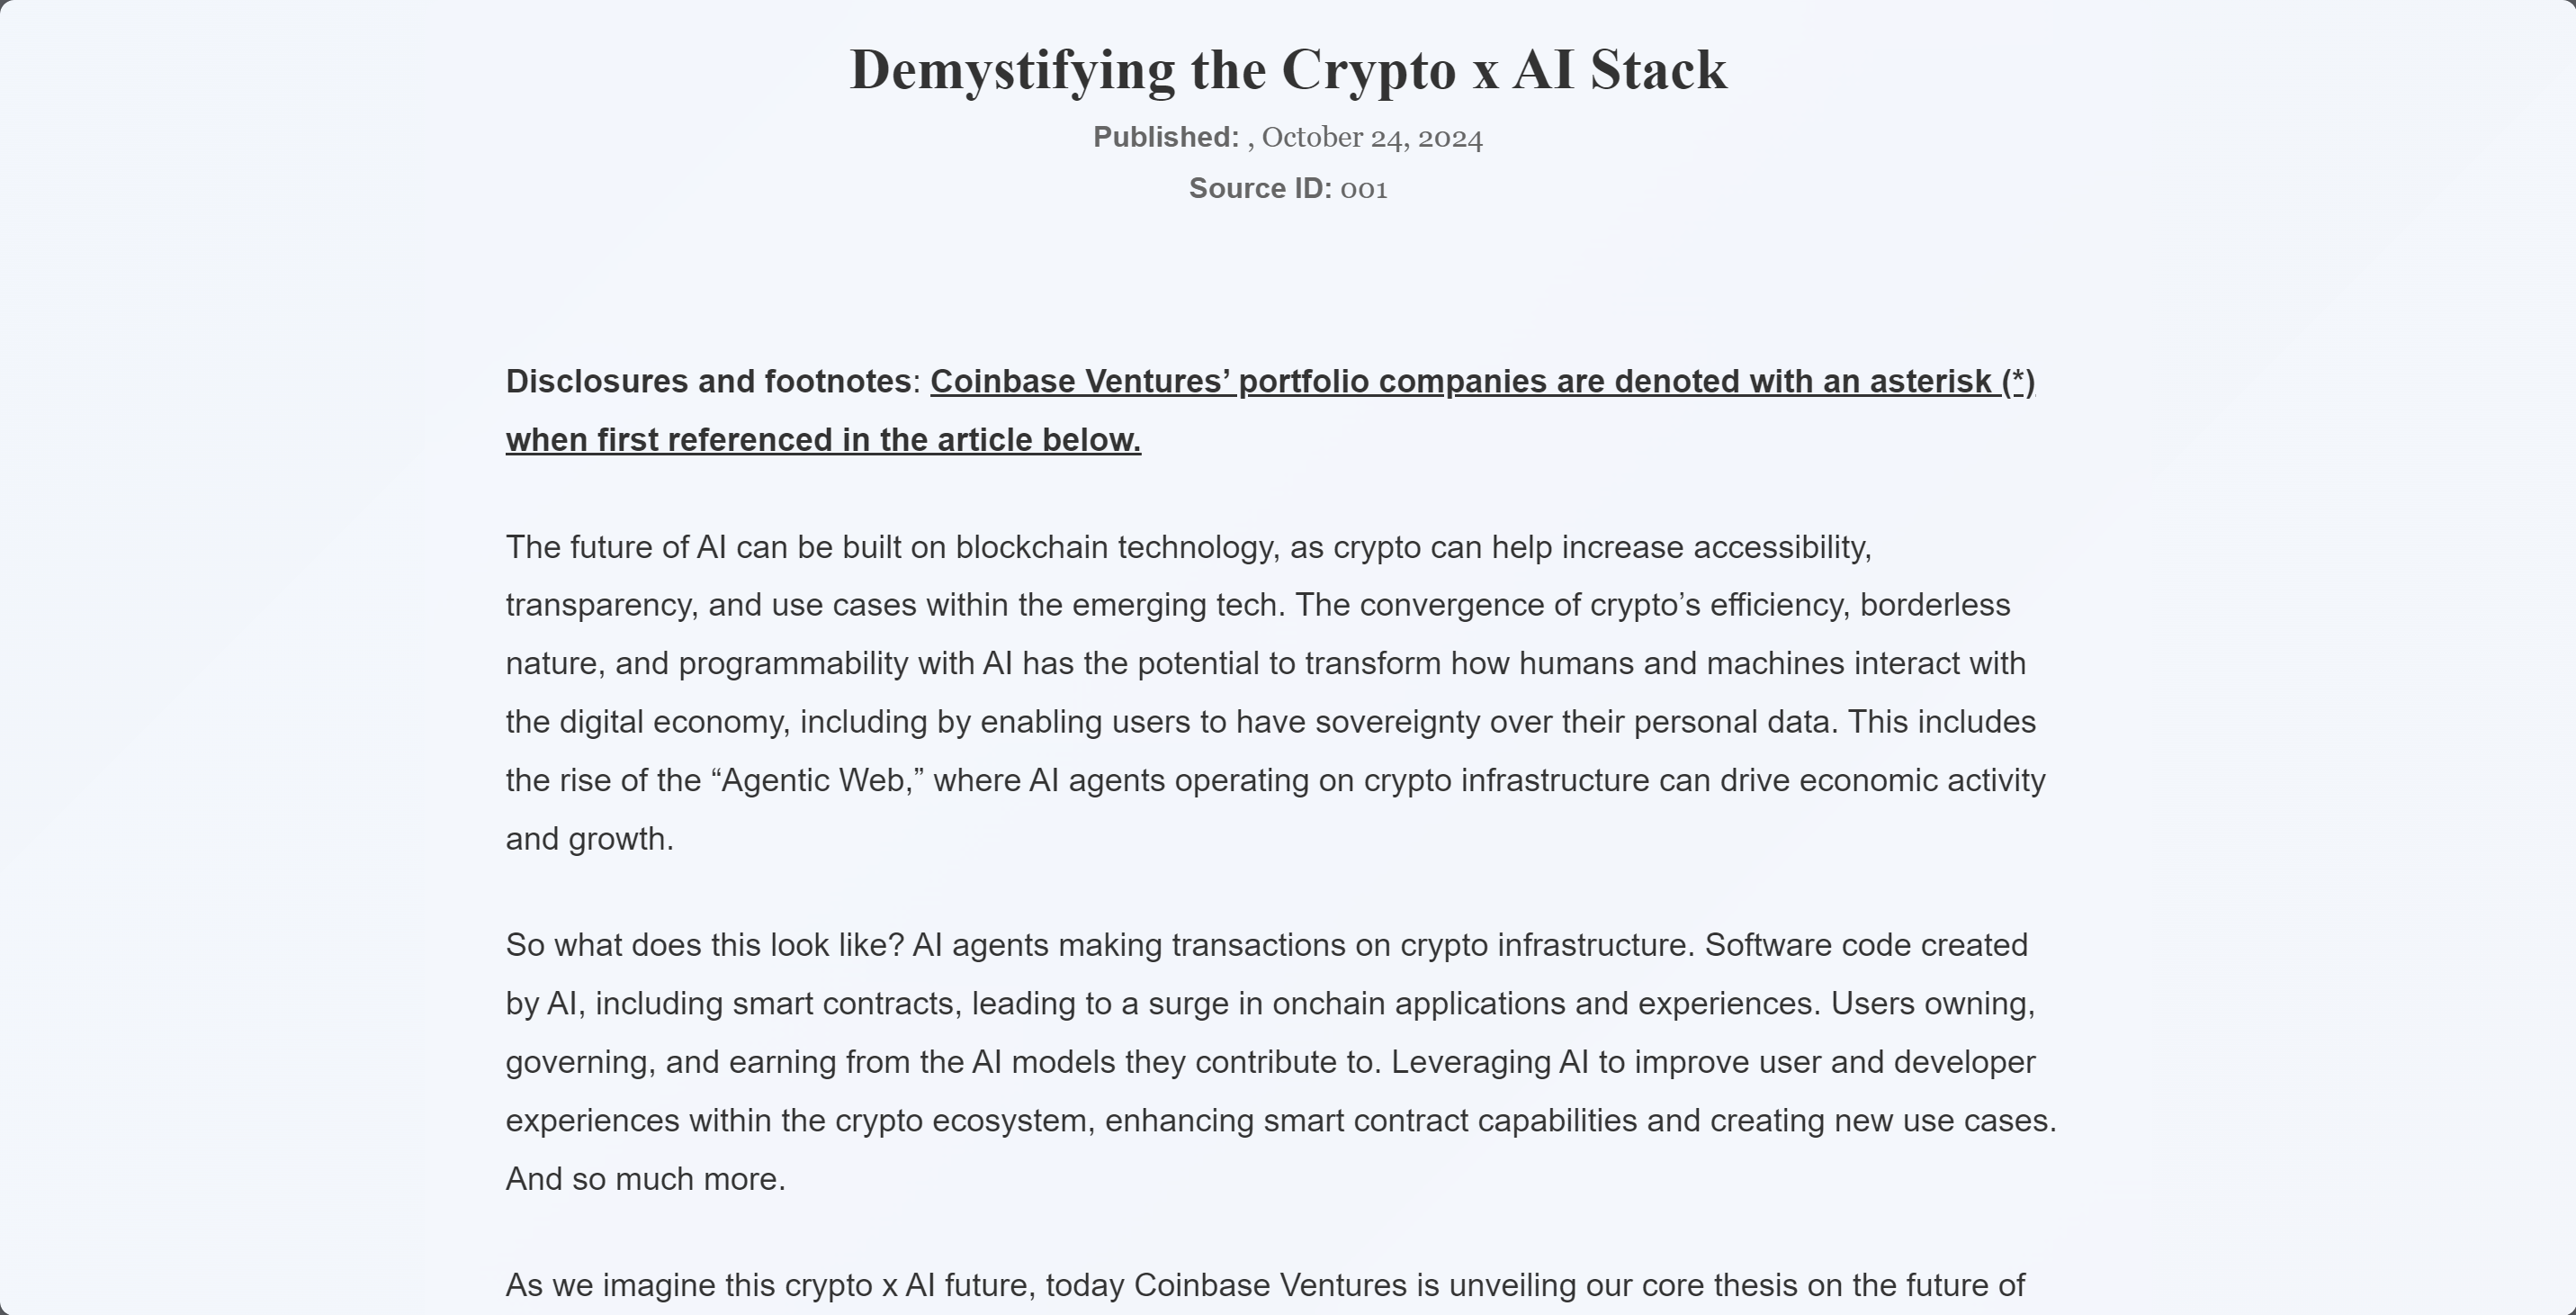 Demystifying the Crypto x AI Stack
Published: , October 24, 2024
Source ID: 001
Disclosures and footnotes: Coinbase Ventures’ portfolio companies are denoted with an asterisk (*)
when first referenced in the article below.
The future of AI can be built on blockchain technology, as crypto can help increase accessibility,
transparency, and use cases within the emerging tech. The convergence of crypto’s efficiency, borderless
nature, and programmability with AI has the potential to transform how humans and machines interact with
the digital economy, including by enabling users to have sovereignty over their personal data. This includes
the rise of the “Agentic Web,” where AI agents operating on crypto infrastructure can drive economic activity
and growth.
So what does this look like? AI agents making transactions on crypto infrastructure. Software code created
by AI, including smart contracts, leading to a surge in onchain applications and experiences. Users owning,
governing, and earning from the AI models they contribute to. Leveraging AI to improve user and developer
experiences within the crypto ecosystem, enhancing smart contract capabilities and creating new use cases.
And so much more.
As we imagine this crypto x AI future, today Coinbase Ventures is unveiling our core thesis on the future of